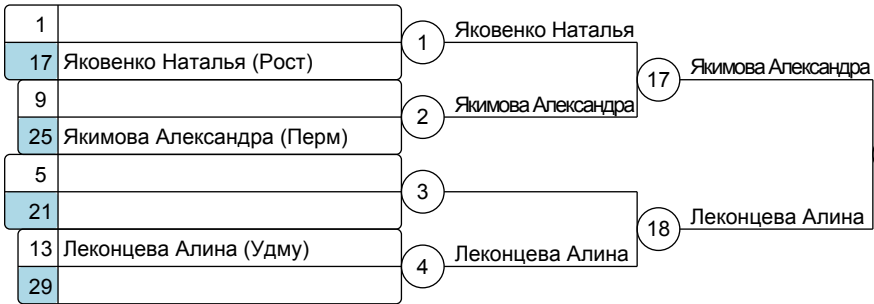 1
17 Яковенко Наталья (Рост)
1
Яковенко Наталья
9
25 Якимова Александра (Перм)
2
Якимова Александра
17
Якимова Александра
5
21
3
13 Леконцева Алина (Удму)
29
4
Леконцева Алина
18
Леконцева Алина